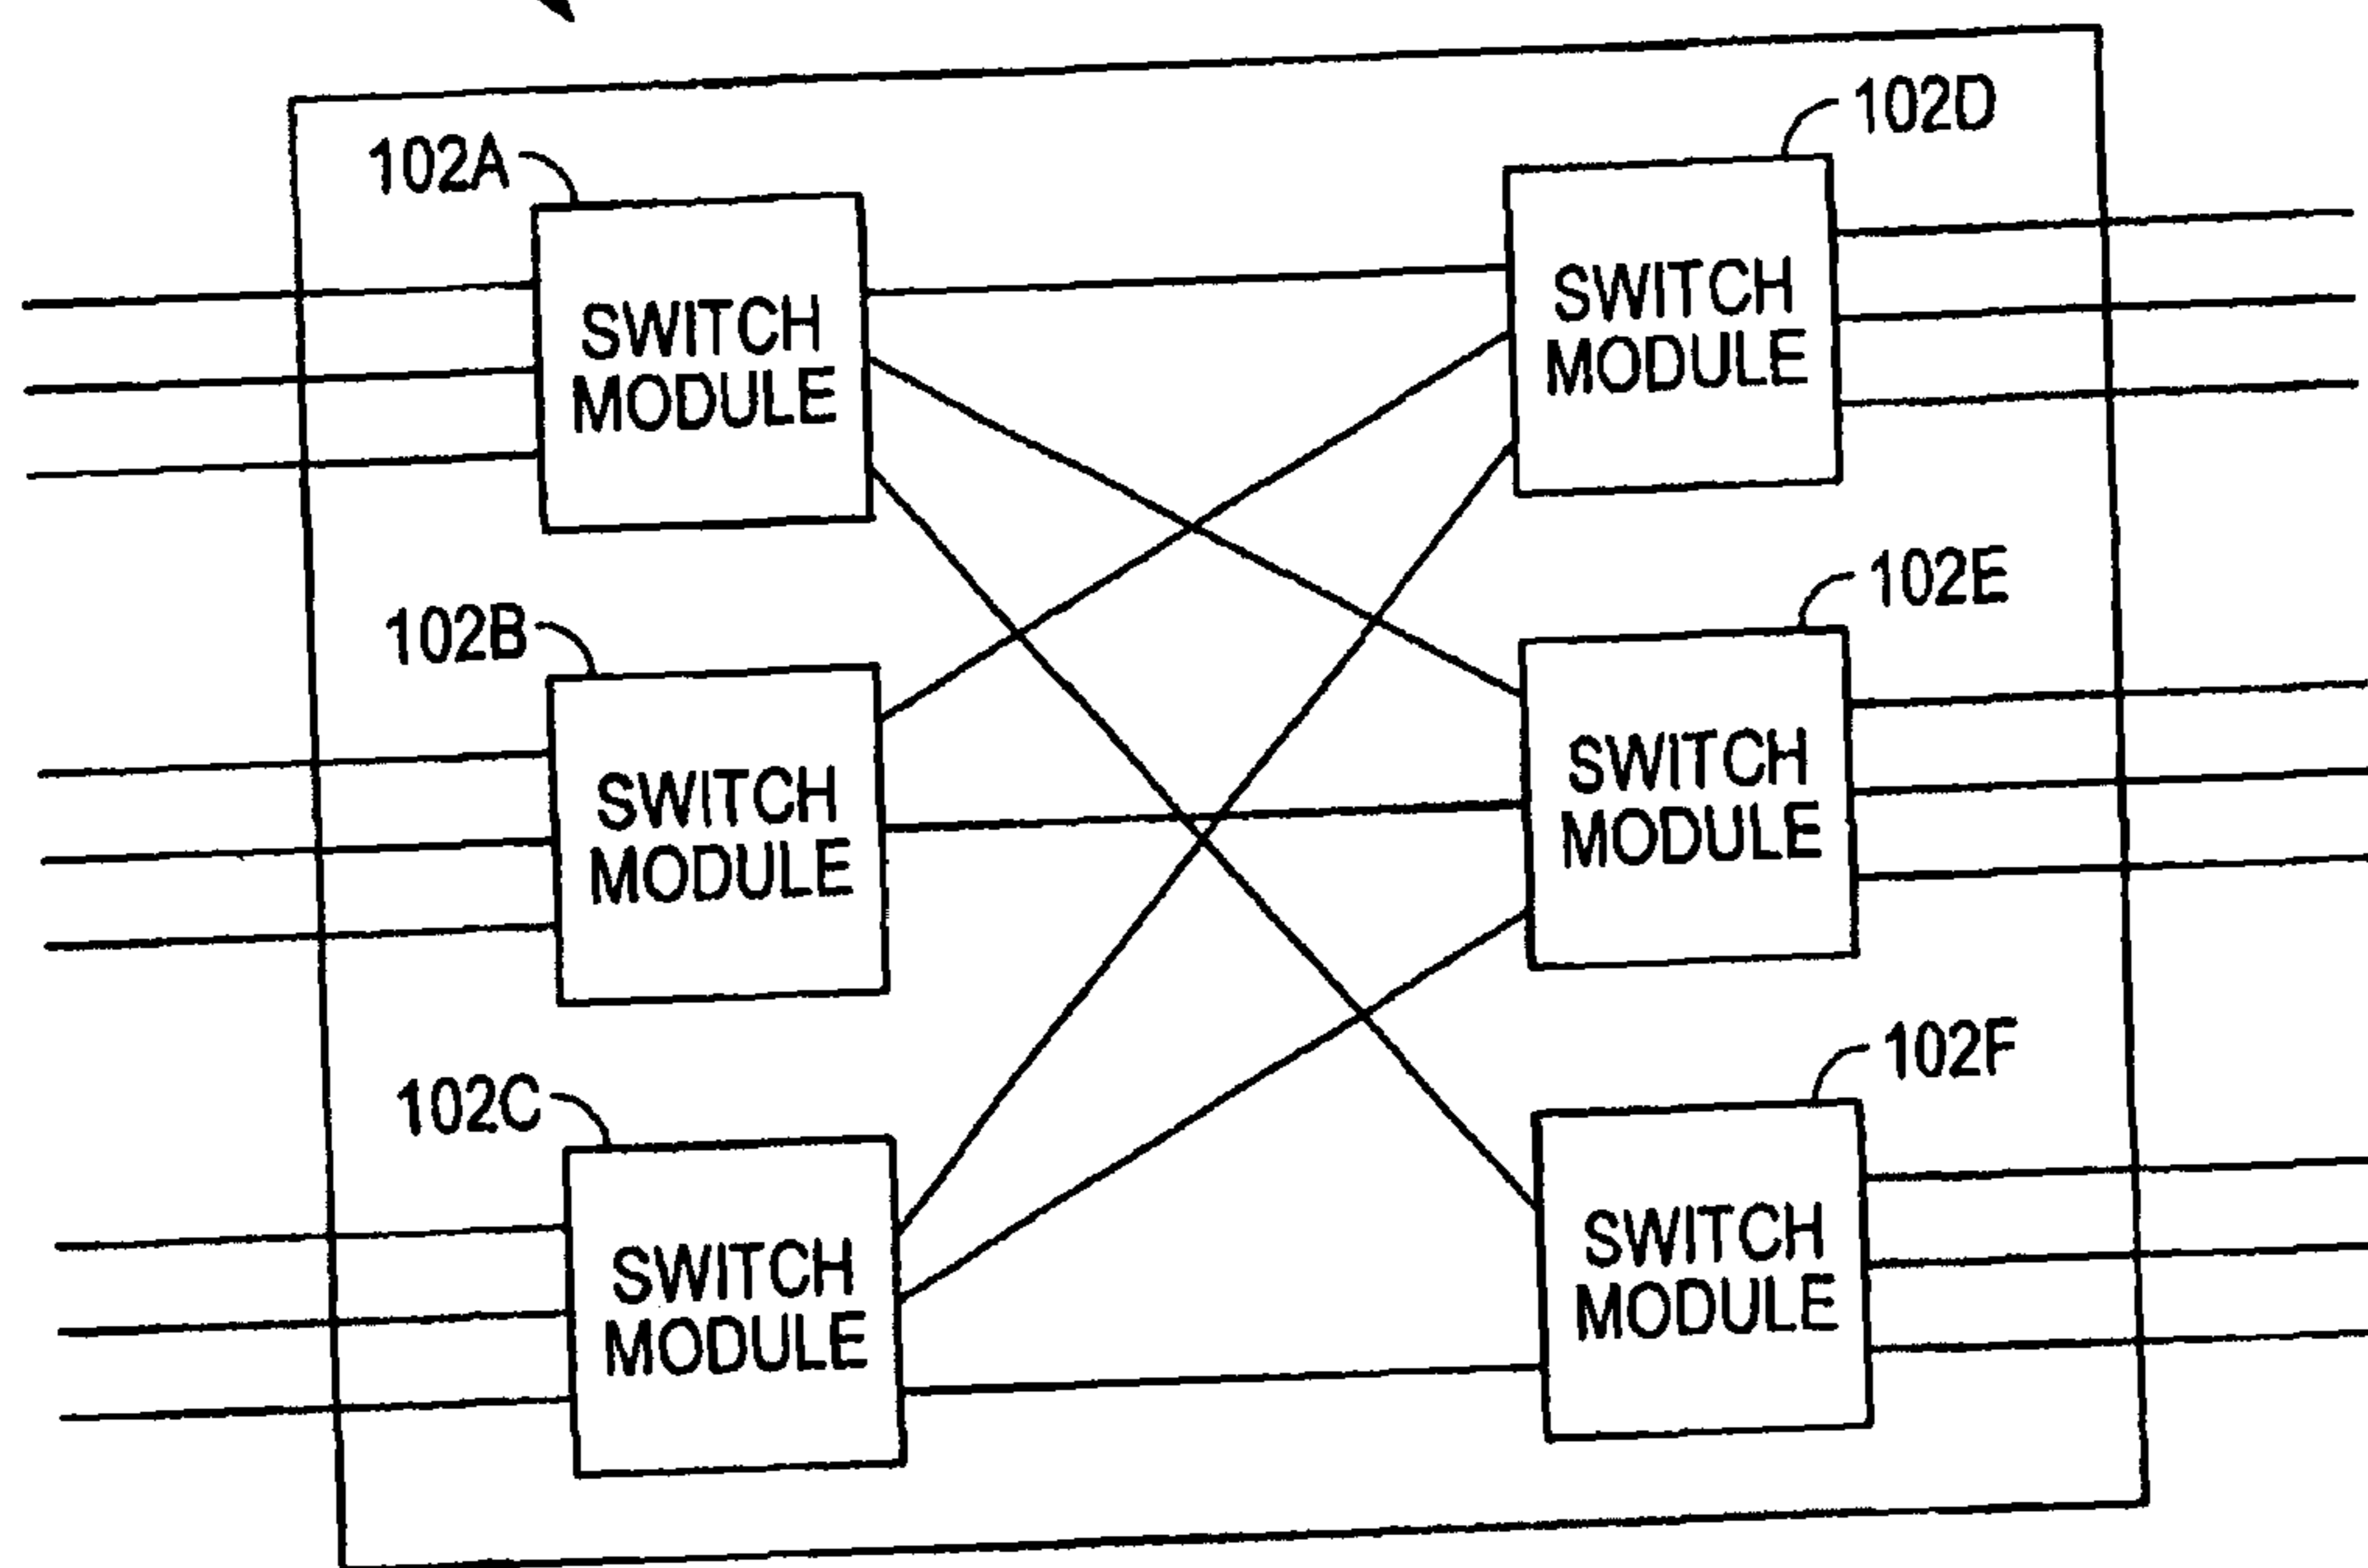 102A
SWITCH
MODULE
102D
SWITCH
MODULE
102B
SWITCH
MODULE
102E
SWITCH
MODULE
102C
SWITCH
MODULE
102F
SWITCH
MODULE